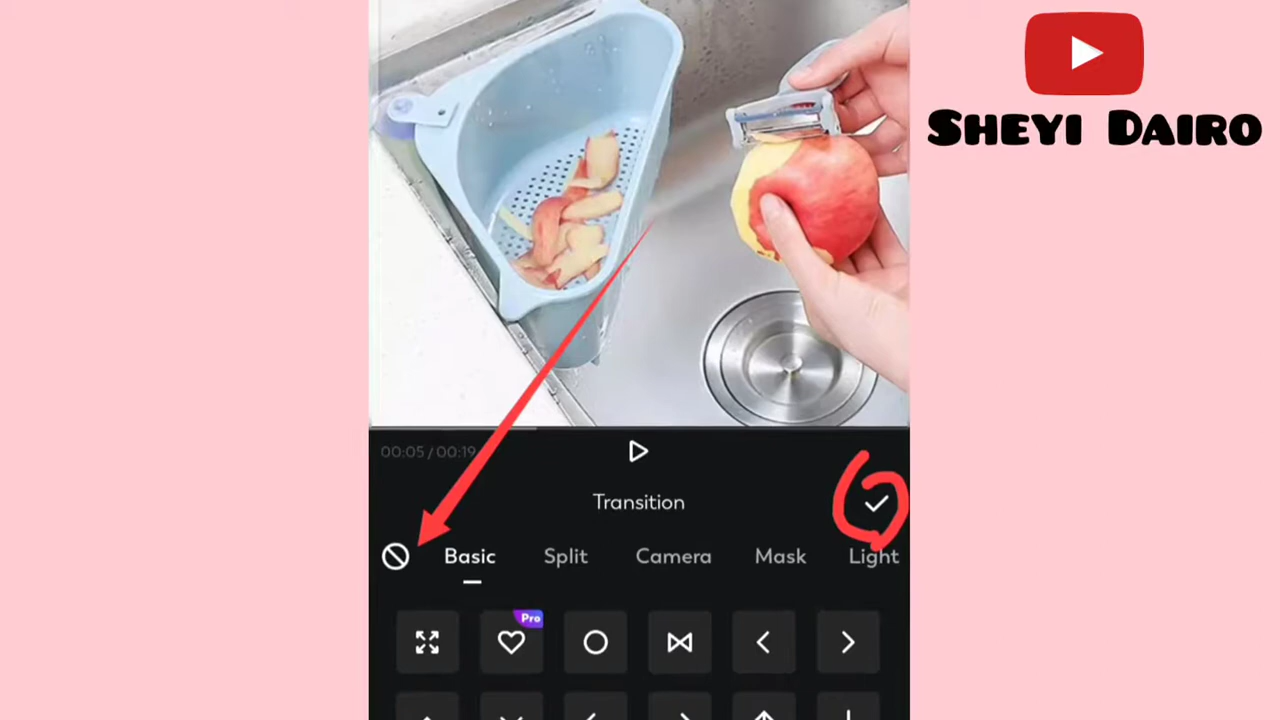 SHEYI DAIRO
00:05 / 00:19
Transition
Basic Split Camera Mask Light
Pro